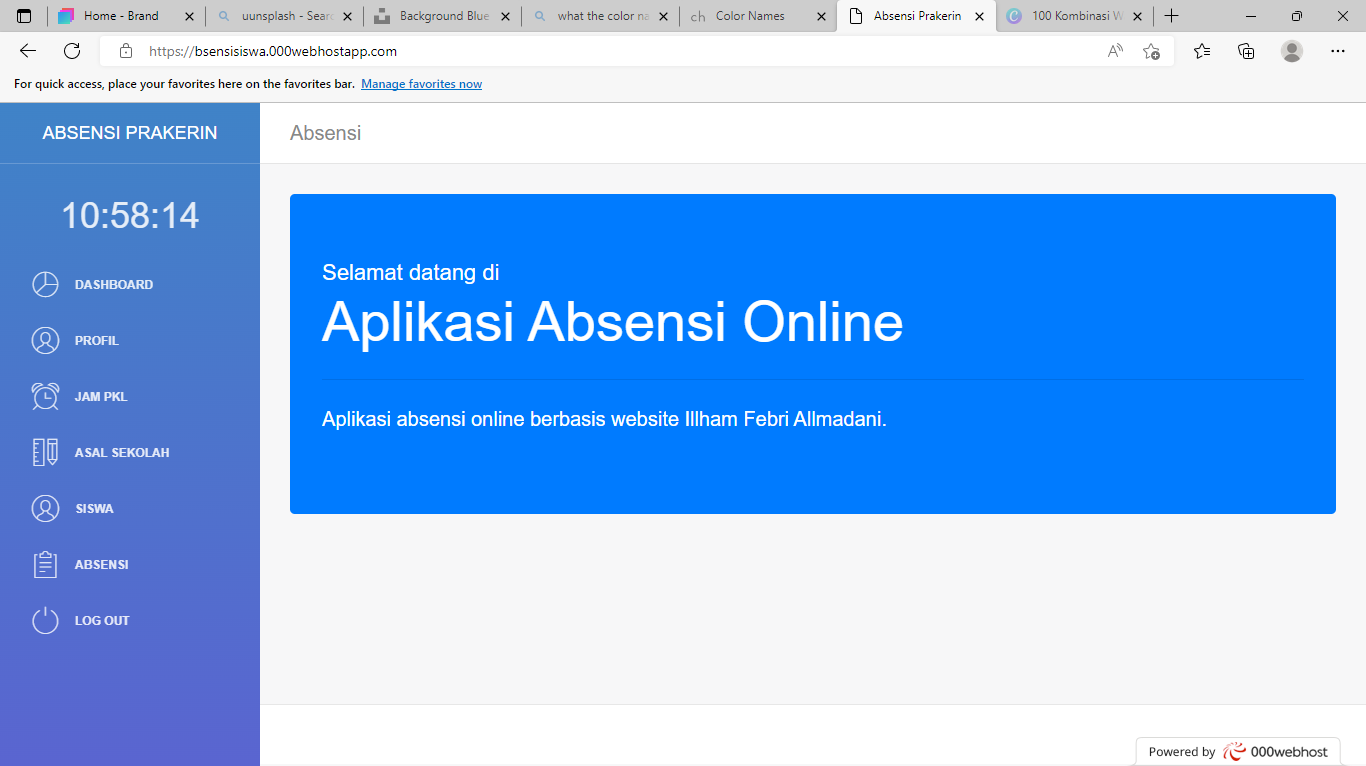 Home - Brand
uunsplash - Sear
Background Blue
what the color na
Color Names
Absensi Prakerin
100 Kombinasi W
https://bsensisiswa.000webhostapp.com
For quick access, place your favorites here on the favorites bar. Manage favorites now
ABSENSI PRAKERIN
10:58:14
DASHBOARD
PROFIL
JAM PKL
ASAL SEKOLAH
SISWA
ABSENSI
LOG OUT
Absensi
Selamat datang di
Aplikasi Absensi Online
Aplikasi absensi online berbasis website Illham Febri Allmadani.
Powered by 000webhost